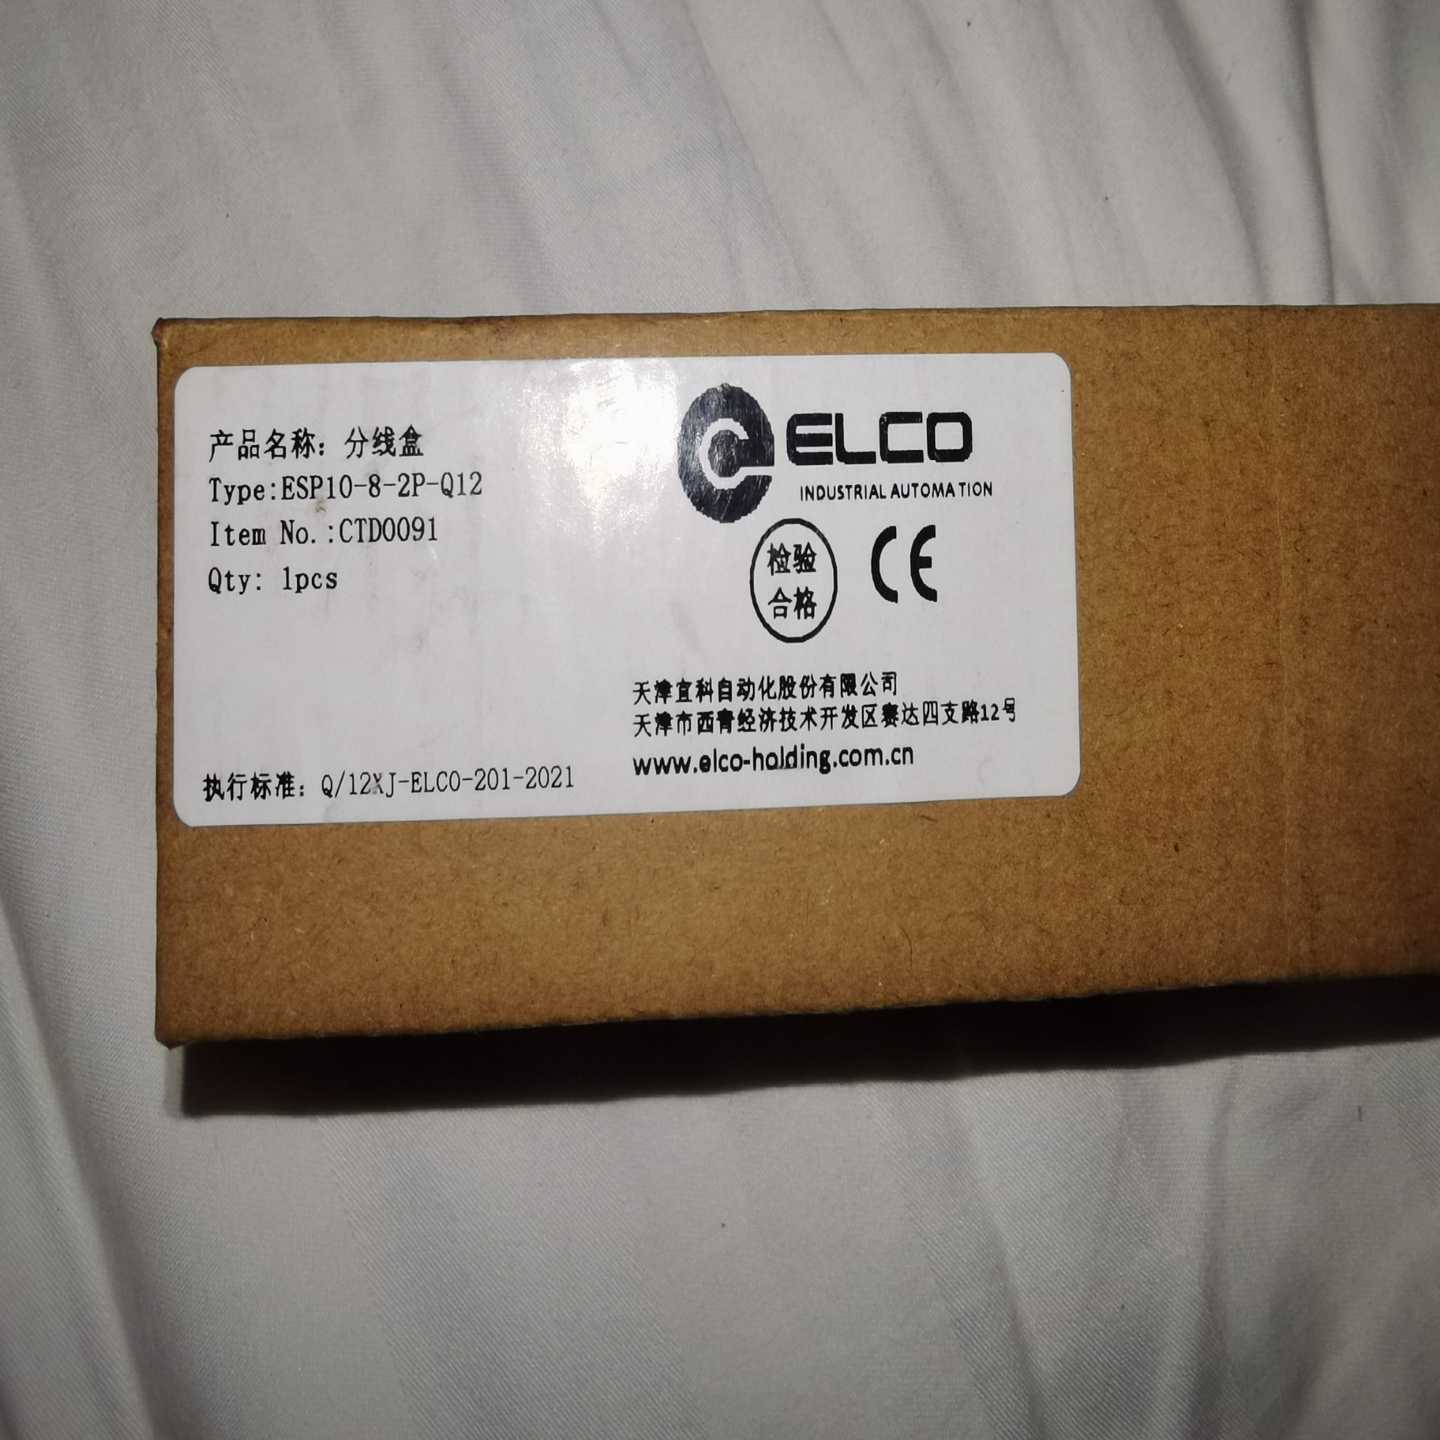 产品名称：分线盒
Type:ESP10-8-2P-Q12
Item No.:CTD0091
Qty: 1pcs
ELCO
INDUSTRIAL AUTOMATION
检验
合格
CE
天津宜科自动化股份有限公司
天津市西青经济技术开发区赛达四支路12号
www.elco-holding.com.cn
执行标准：Q/12XJ-ELCO-201-2021